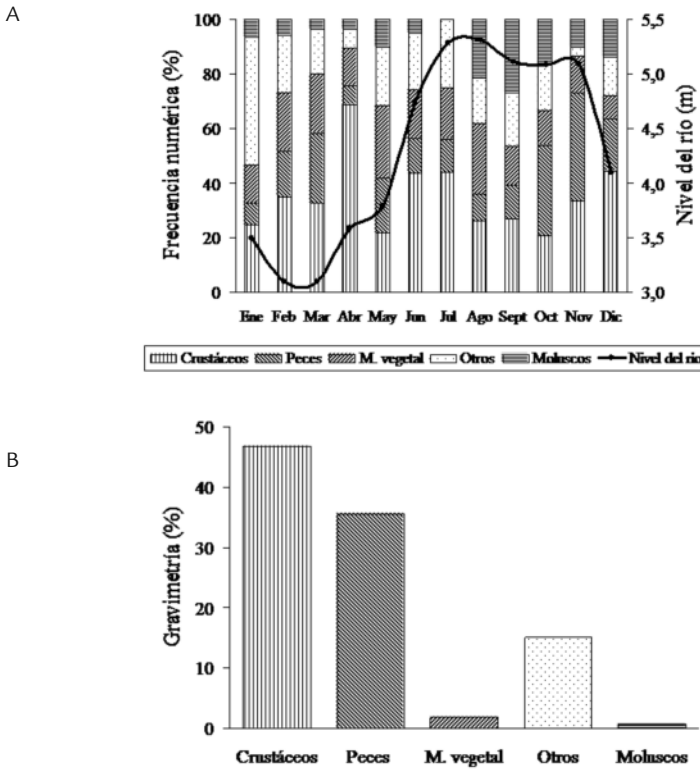 A
Frecuencia numérica (%)
100
80
60
40
20
0
5,5
5,0
4,5
4,0
3,5
3,0
Nivel del río (m)
Ene Feb Mar Abr May Jun Jul Ago Sept Oct Nov Dic
Crustáceos Peces M. vegetal Otros Moluscos Nivel del río
B
Gravimetría (%)
50
40
30
20
10
0
Crustáceos Peces M. vegetal Otros Moluscos